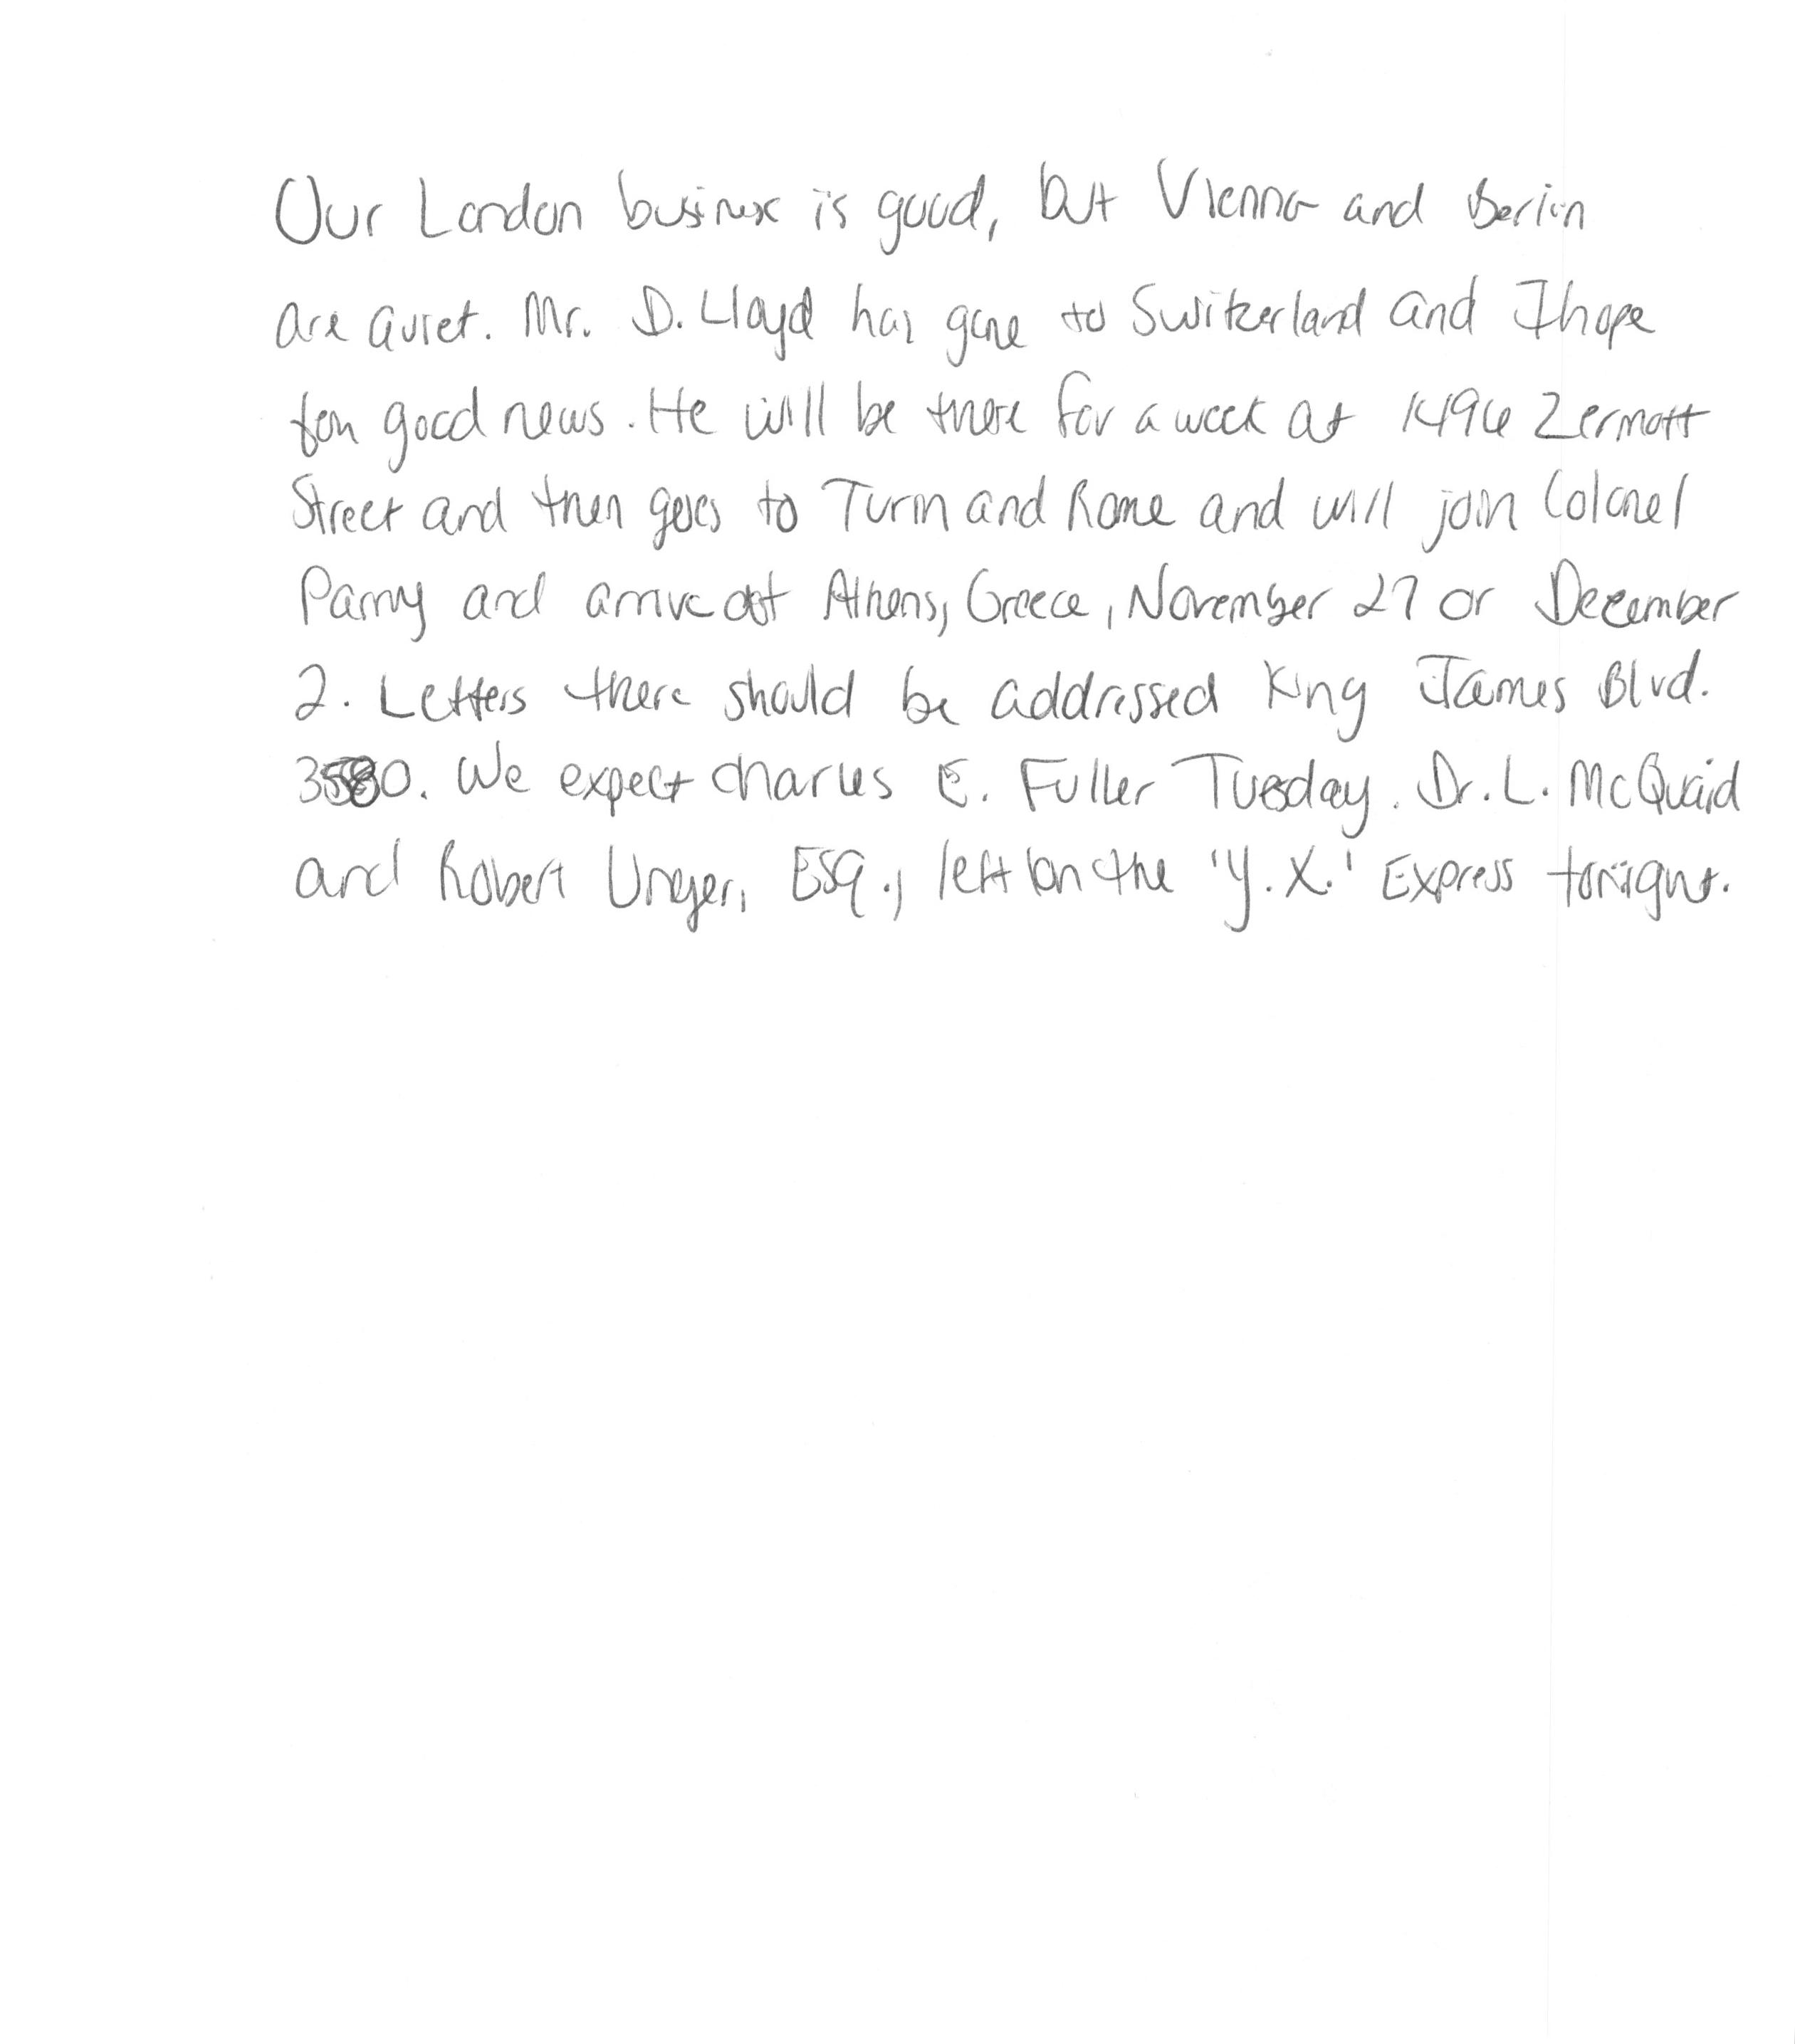 Our London business is good, but Vienna and Berlin
are quiet. Mr. D. Lloyd has gone to Switzerland and I hope
for good news. He will be there for a week at 1496 Zermott
Street and then goes to Turin and Rome and will join Colonel
Parry and arrive at Athens, Greece, November 27 or December
2. Letters there should be addressed King James Blvd.
3580. We expect Charles E. Fuller Tuesday. Dr. L. McQuaid
and Robert Unger, Esq., left on the 'Y.X.' Express tonight.